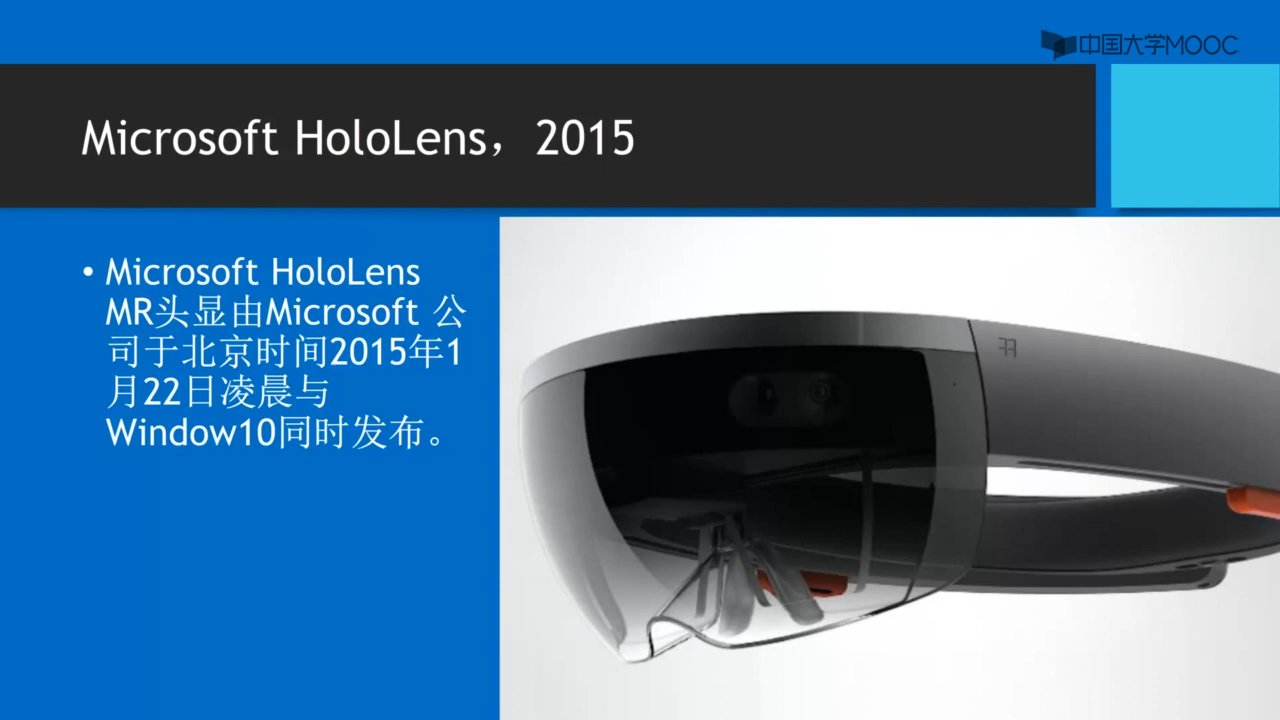 中国大学MOOC
Microsoft HoloLens，2015
• Microsoft HoloLens
MR头显由Microsoft 公
司于北京时间2015年1
月22日凌晨与
Window10同时发布。